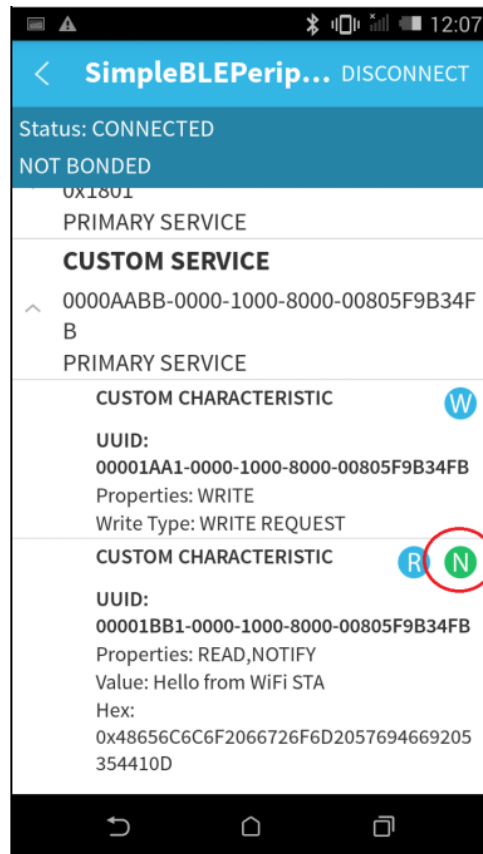 12:07
SimpleBLEPerip... DISCONNECT
Status: CONNECTED
NOT BONDED
0x1801
PRIMARY SERVICE
CUSTOM SERVICE
0000AABB-0000-1000-8000-00805F9B34F
B
PRIMARY SERVICE
CUSTOM CHARACTERISTIC
W
UUID:
00001AA1-0000-1000-8000-00805F9B34FB
Properties: WRITE
Write Type: WRITE REQUEST
CUSTOM CHARACTERISTIC
R N
UUID:
00001BB1-0000-1000-8000-00805F9B34FB
Properties: READ,NOTIFY
Value: Hello from WiFi STA
Hex:
0x48656C6C6F2066726F6D2057694669205
354410D